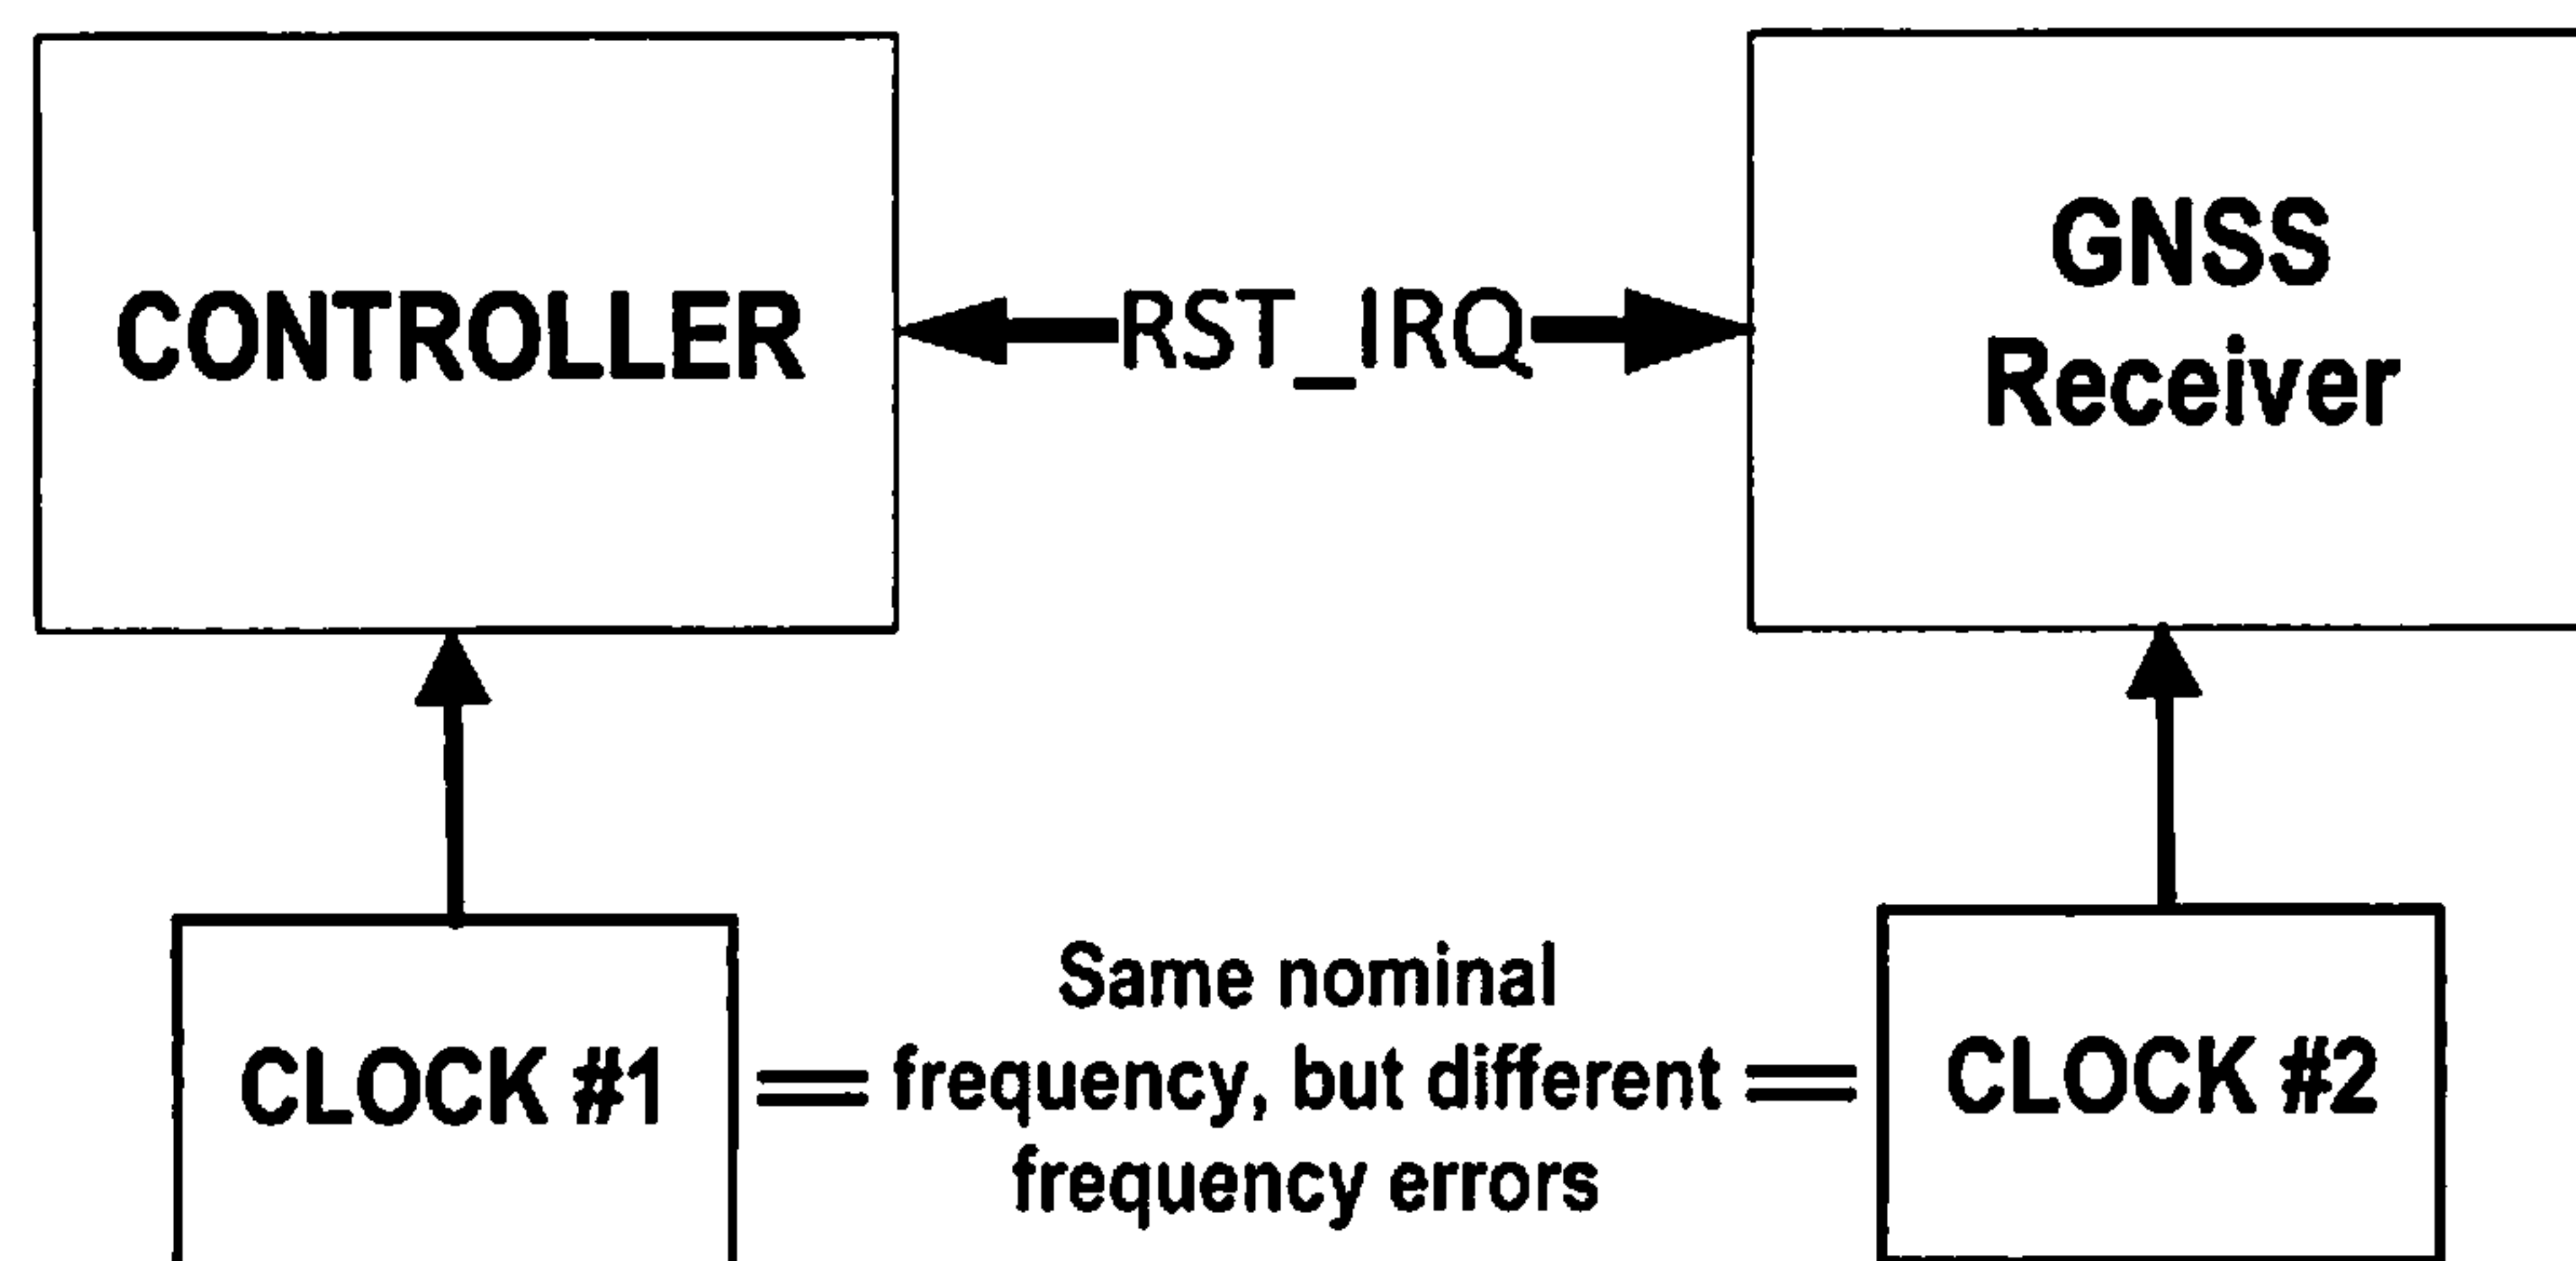 CONTROLLER
RST_IRQ
GNSS
Receiver
CLOCK #1
Same nominal
frequency, but different
frequency errors
CLOCK #2